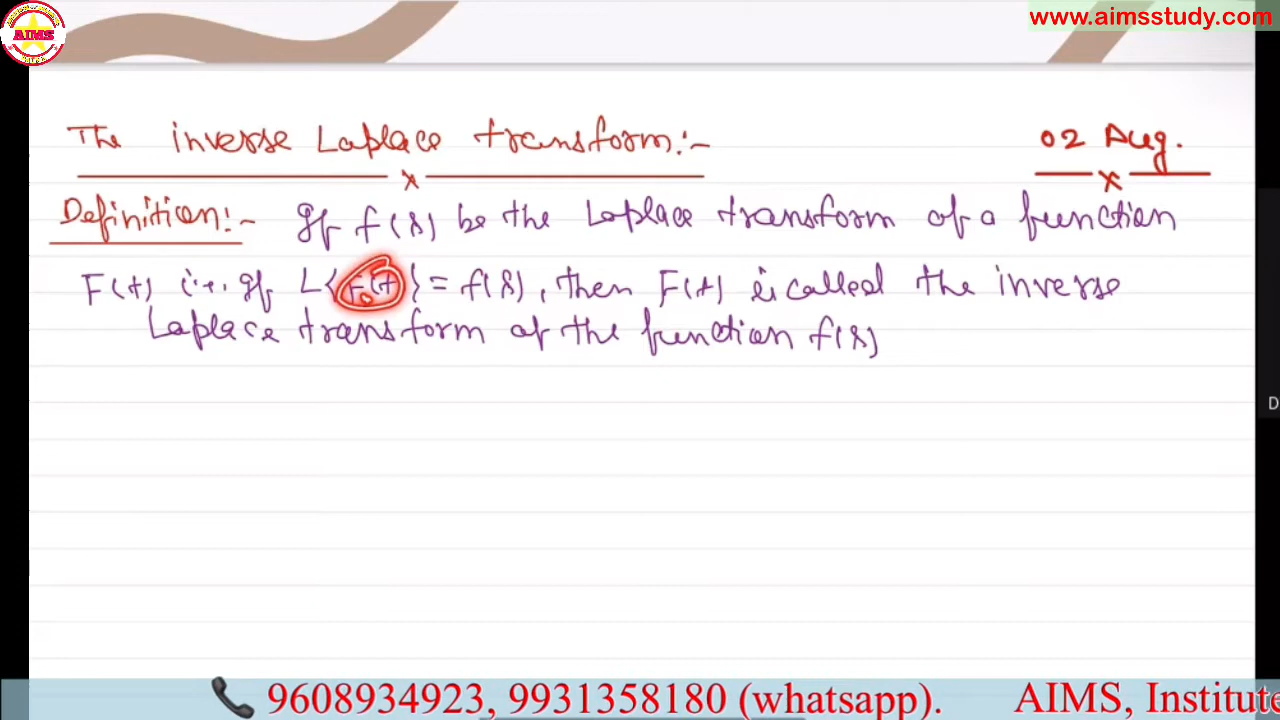 AIMS
www.aimsstudy.com
The inverse Laplace transform:-
02 Aug.
Definition:- If f(s) be the Laplace transform of a function
F(t) i.e. if L{F(t)} = f(s), then F(t) is called the inverse
Laplace transform of the function f(s)
D
9608934923, 9931358180 (whatsapp). AIMS, Institute